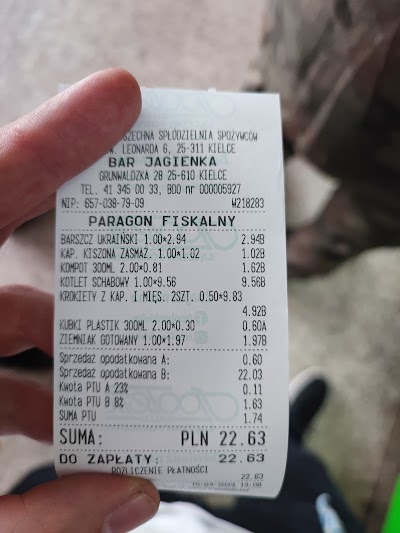 SZECHNA SPÓŁDZIELNIA SPOŻYWCÓW
W. LEONARDA 6, 25-311 KIELCE
BAR JAGIENKA
GRUNWALDZKA 28 25-610 KIELCE
TEL. 41 345 00 33, BDO nr 000005927
NIP: 657-038-79-09 W218283
PARAGON FISKALNY
BARSZCZ UKRAIŃSKI 1.00*2.94 2.94B
KAP. KISZONA ZASMAŻ. 1.00*1.02 1.02B
KOMPOT 300ML 2.00*0.81 1.62B
KOTLET SCHABOWY 1.00*9.56 9.56B
KROKIETY Z KAP. I MIĘS. 2SZT. 0.50*9.83
4.92B
KUBKI PLASTIK 300ML 2.00*0.30 0.60A
ZIEMNIAK GOTOWANY 1.00*1.97 1.97B
Sprzedaż opodatkowana A: 0.60
Sprzedaż opodatkowana B: 22.03
Kwota PTU A 23% 0.11
Kwota PTU B 8% 1.63
SUMA PTU 1.74
SUMA: PLN 22.63
DO ZAPŁATY: 22.63
ROZLICZENIE PŁATNOŚCI
22.63